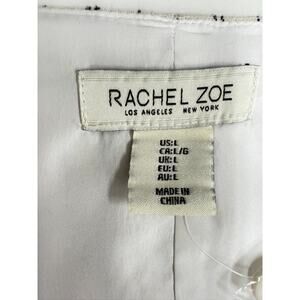 RACHEL ZOE
LOS ANGELES NEW YORK
US:L
CA:L/G
UK:L
EU:L
AU:L
MADE IN
CHINA